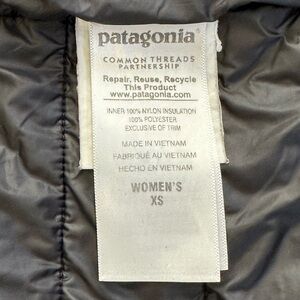 patagonia®
COMMON THREADS
PARTNERSHIP
Repair, Reuse, Recycle
This Product
www.patagonia.com
INNER 100% NYLON INSULATION
100% POLYESTER
EXCLUSIVE OF TRIM
MADE IN VIETNAM
FABRIQUÉ AU VIETNAM
HECHO EN VIETNAM
WOMEN'S
XS